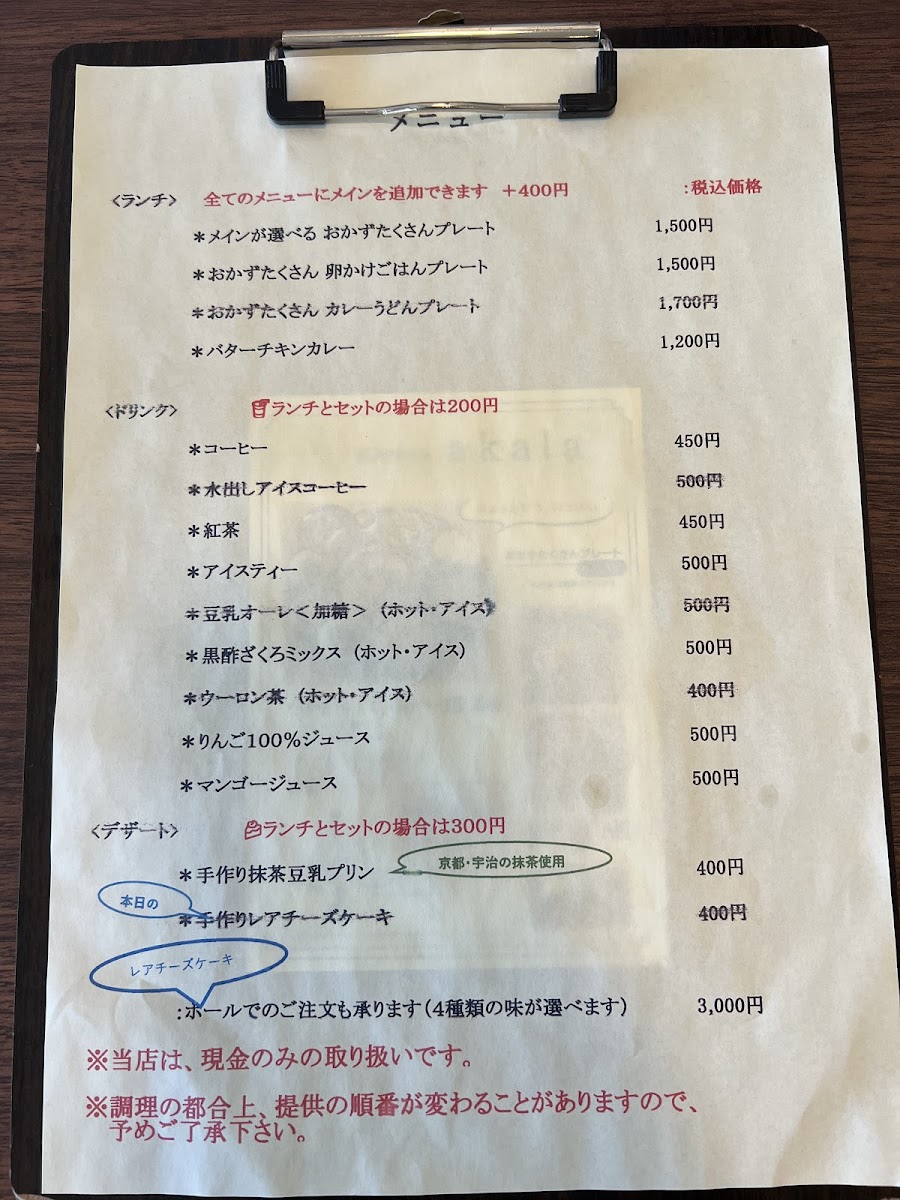 メニュー
<ランチ> 全てのメニューにメインを追加できます +400円 :税込価格
*メインが選べる おかずたくさんプレート 1,500円
*おかずたくさん 卵かけごはんプレート 1,500円
*おかずたくさん カレーうどんプレート 1,700円
*バターチキンカレー 1,200円
<ドリンク> ランチとセットの場合は200円
*コーヒー 450円
*水出しアイスコーヒー 500円
*紅茶 450円
*アイスティー 500円
*豆乳オーレ<加糖> (ホット・アイス) 500円
*黒酢ざくろミックス (ホット・アイス) 500円
*ウーロン茶 (ホット・アイス) 400円
*りんご100%ジュース 500円
*マンゴージュース 500円
<デザート> ランチとセットの場合は300円
*手作り抹茶豆乳プリン 京都・宇治の抹茶使用 400円
本日の
*手作りレアチーズケーキ 400円
レアチーズケーキ
:ホールでのご注文も承ります(4種類の味が選べます) 3,000円
※当店は、現金のみの取り扱いです。
※調理の都合上、提供の順番が変わることがありますので、
予めご了承下さい。